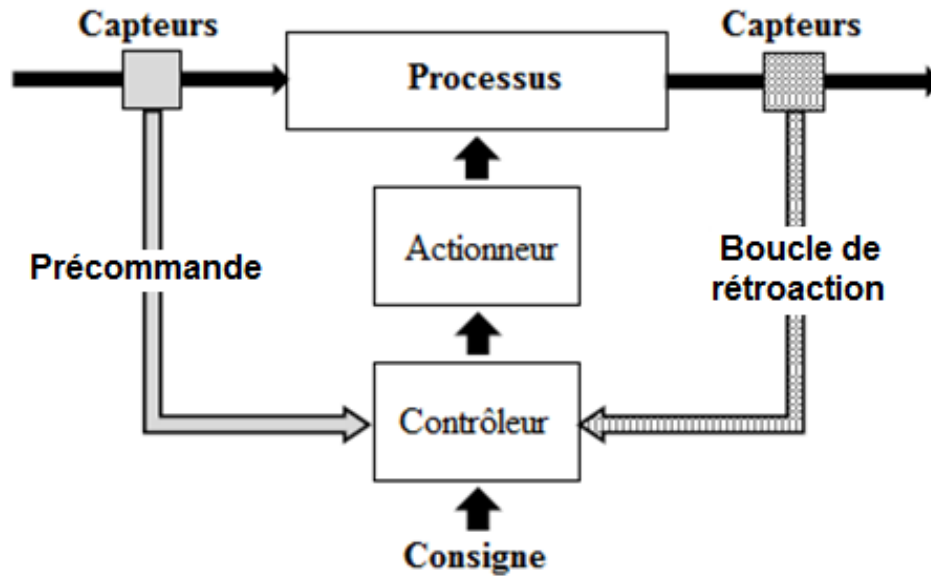 Capteurs
Capteurs
Processus
Actionneur
Précommande
Boucle de
rétroaction
Contrôleur
Consigne